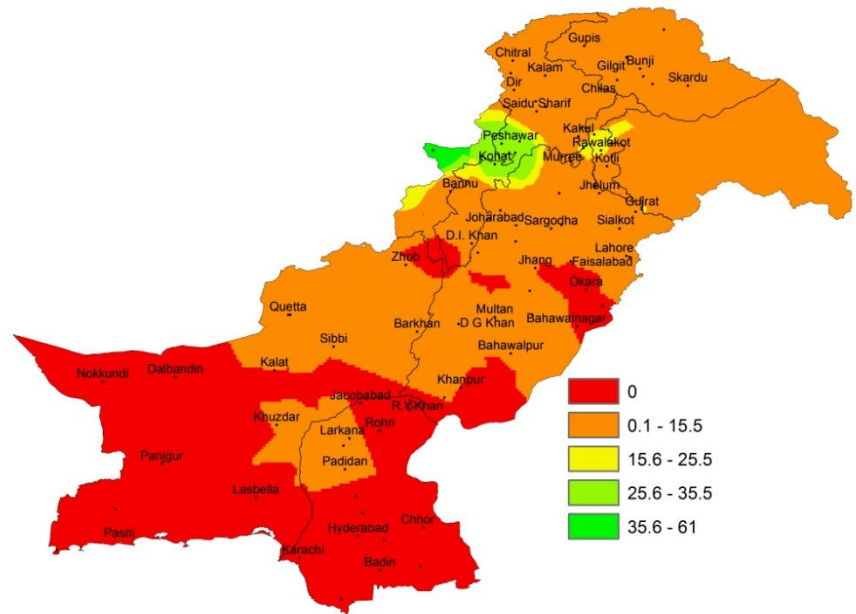 Gupis
Chitral
Kalam
Gilgit
Bunji
Skardu
Dir
Chilas
Saidu Sharif
Kakul
Peshawar
Rawalakot
Kohat
Murree
Kotli
Bannu
Jhelum
Gujrat
Joharabad
Sargodha
Sialkot
D.I. Khan
Lahore
Zhob
Jhang
Faisalabad
Okara
Quetta
Multan
Barkhan
D G Khan
Bahawalnagar
Sibbi
Bahawalpur
Kalat
Nokkundi
Dalbandin
Khanpur
Jacobabad
R.Y.Khan
Khuzdar
Rohri
Larkana
Panjgur
Padidan
Lasbella
Hyderabad
Chhor
Pasni
Karachi
Badin
0
0.1 - 15.5
15.6 - 25.5
25.6 - 35.5
35.6 - 61